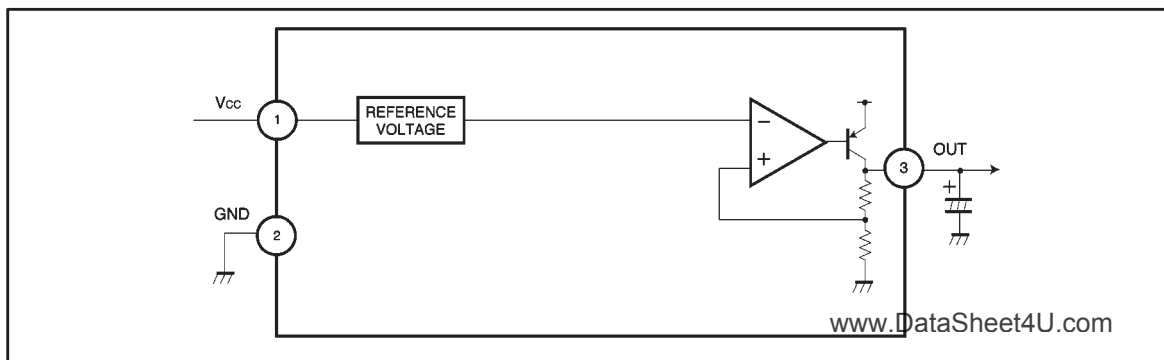 Vcc
1
REFERENCE
VOLTAGE
−
+
3
OUT
+
GND
2
www.DataSheet4U.com